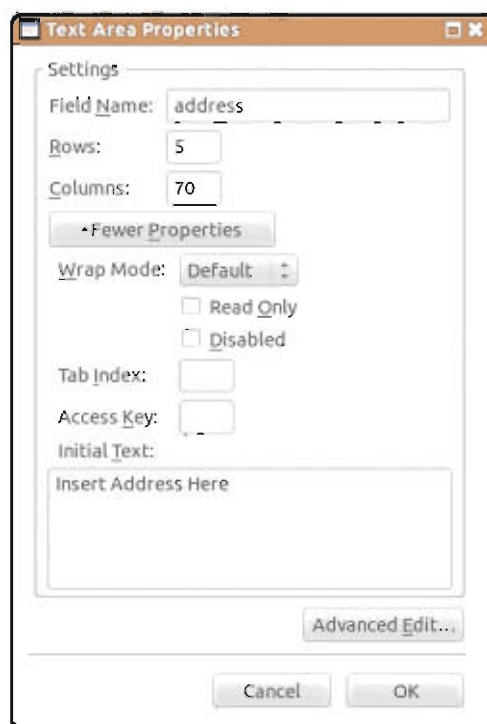 Text Area Properties
Settings
Field Name: address
Rows: 5
Columns: 70
Fewer Properties
Wrap Mode: Default
Read Only
Disabled
Tab Index:
Access Key:
Initial Text:
Insert Address Here
Advanced Edit...
Cancel OK